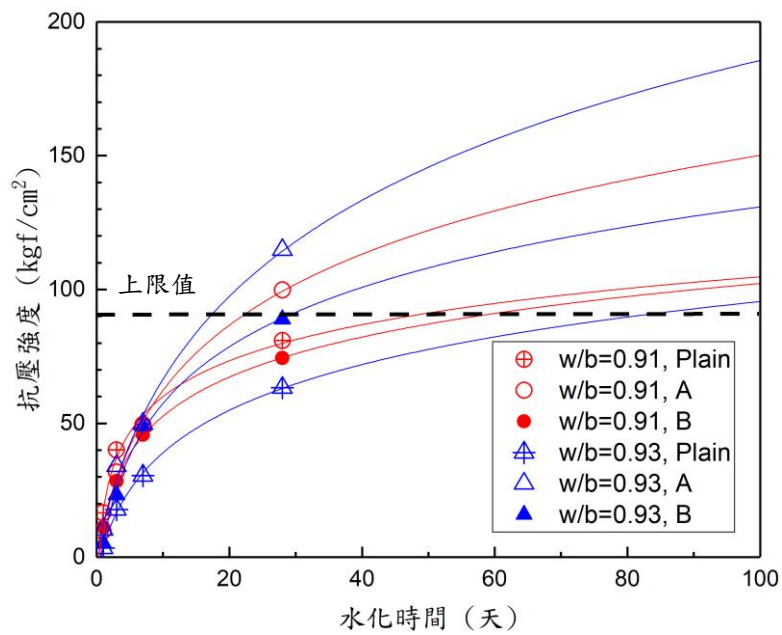 200
150
100
50
0
抗壓強度 (kgf/cm²)
上限值
w/b=0.91, Plain
w/b=0.91, A
w/b=0.91, B
w/b=0.93, Plain
w/b=0.93, A
w/b=0.93, B
0 20 40 60 80 100
水化時間 (天)